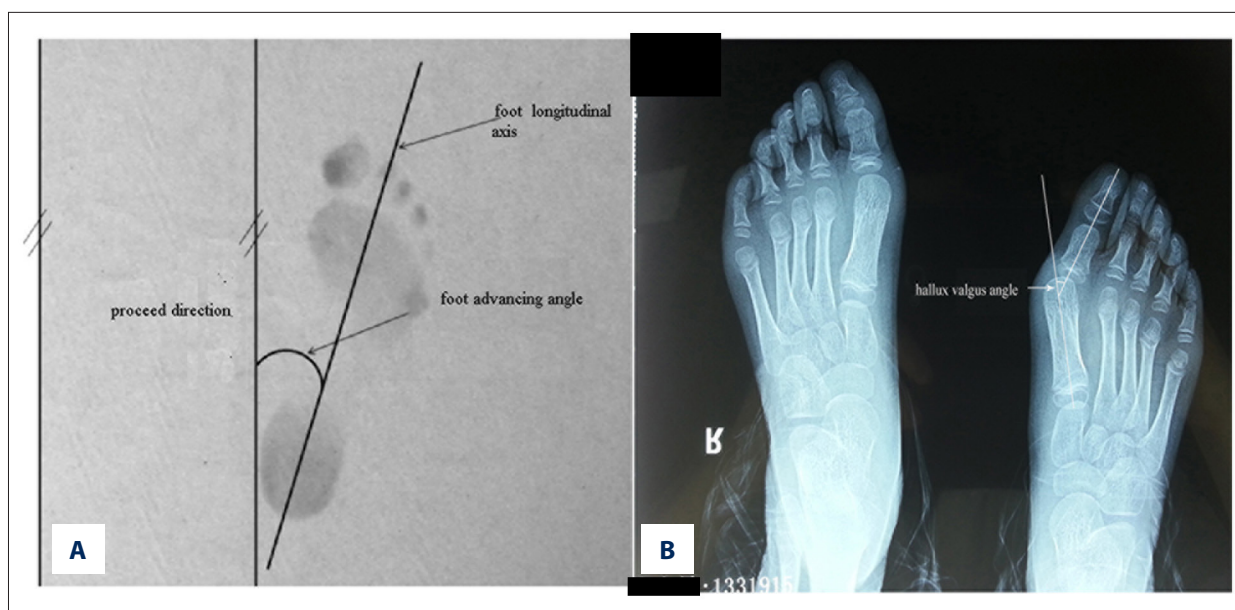 foot longitudinal
axis
foot advancing angle
proceed direction
A
hallux valgus angle
R
B
1331915